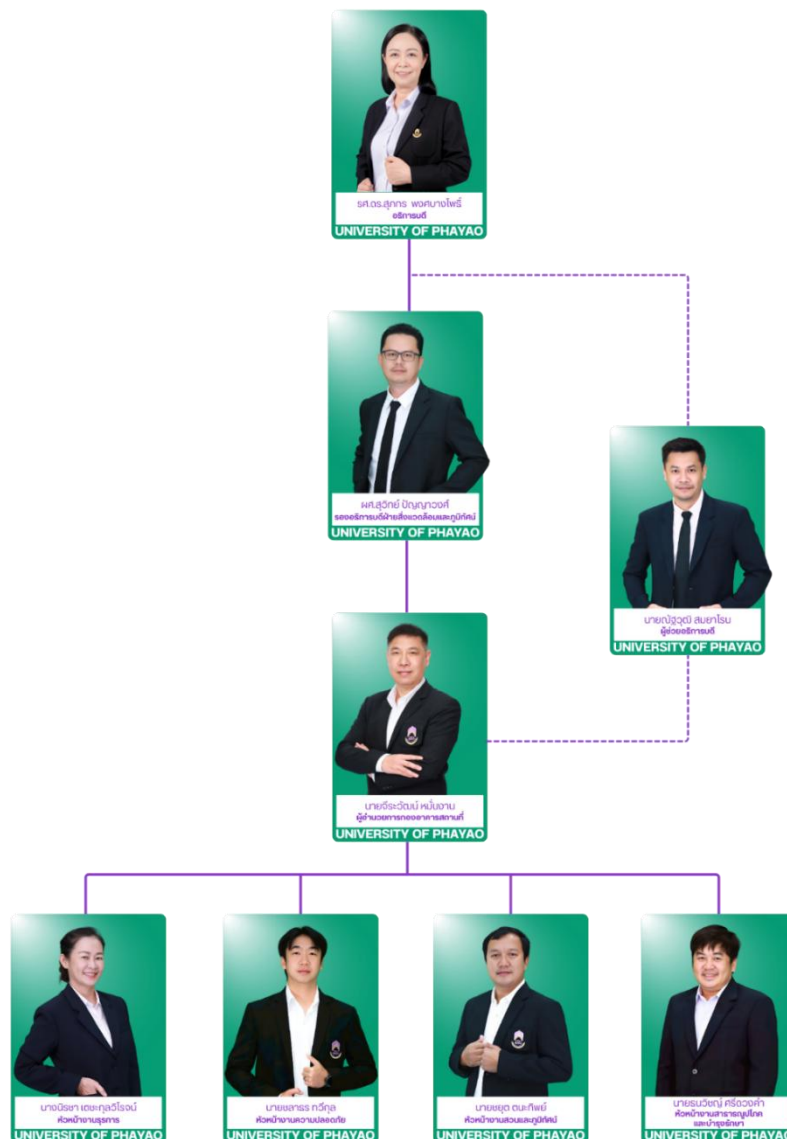 รศ.ดร.สุภกร พงศบางโพธิ์
อธิการบดี
UNIVERSITY OF PHAYAO
ผศ.สุวิทย์ ปัญญาวงศ์
รองอธิการบดีฝ่ายสิ่งแวดล้อมและภูมิทัศน์
UNIVERSITY OF PHAYAO
นายณัฐวุฒิ สมยาโรน
ผู้ช่วยอธิการบดี
UNIVERSITY OF PHAYAO
นายจีระวัฒน์ หมั่นงาน
ผู้อำนวยการกองอาคารสถานที่
UNIVERSITY OF PHAYAO
นางนิรชา เตชะกุลวิโรจน์
หัวหน้างานธุรการ
UNIVERSITY OF PHAYAO
นายชลาธร ทวีกุล
หัวหน้างานความปลอดภัย
UNIVERSITY OF PHAYAO
นายชยุต ตนะทิพย์
หัวหน้างานสวนและภูมิทัศน์
UNIVERSITY OF PHAYAO
นายธนวิชญ์ ศรีดวงคำ
หัวหน้างานสาธารณูปโภค
และบำรุงรักษา
UNIVERSITY OF PHAYAO